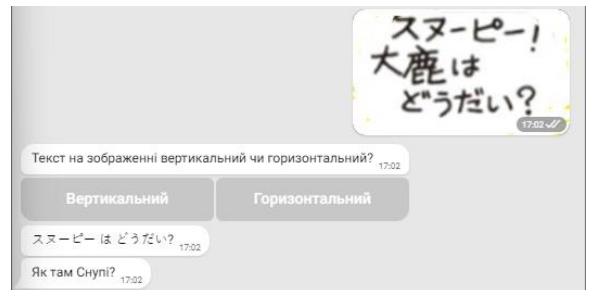 スヌーピー!
大鹿は
どうだい?
17:02
Текст на зображенні вертикальний чи горизонтальний? 17:02
Вертикальний Горизонтальний
スヌーピー は どうだい? 17:02
Як там Снупі? 17:02